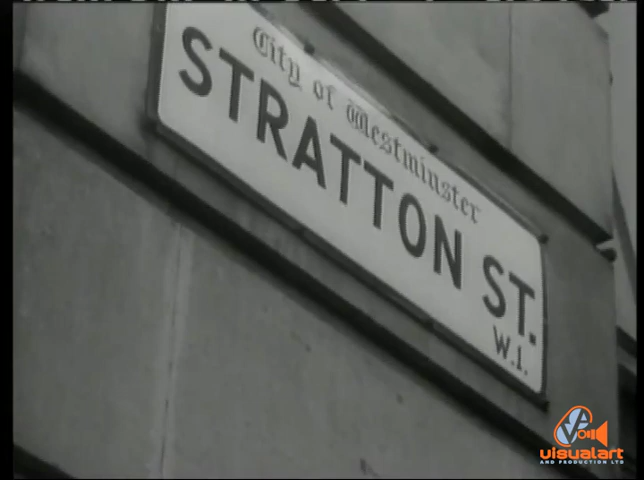 City of Westminster
STRATTON ST.
W.1.
visualart
AND PRODUCTION LTD